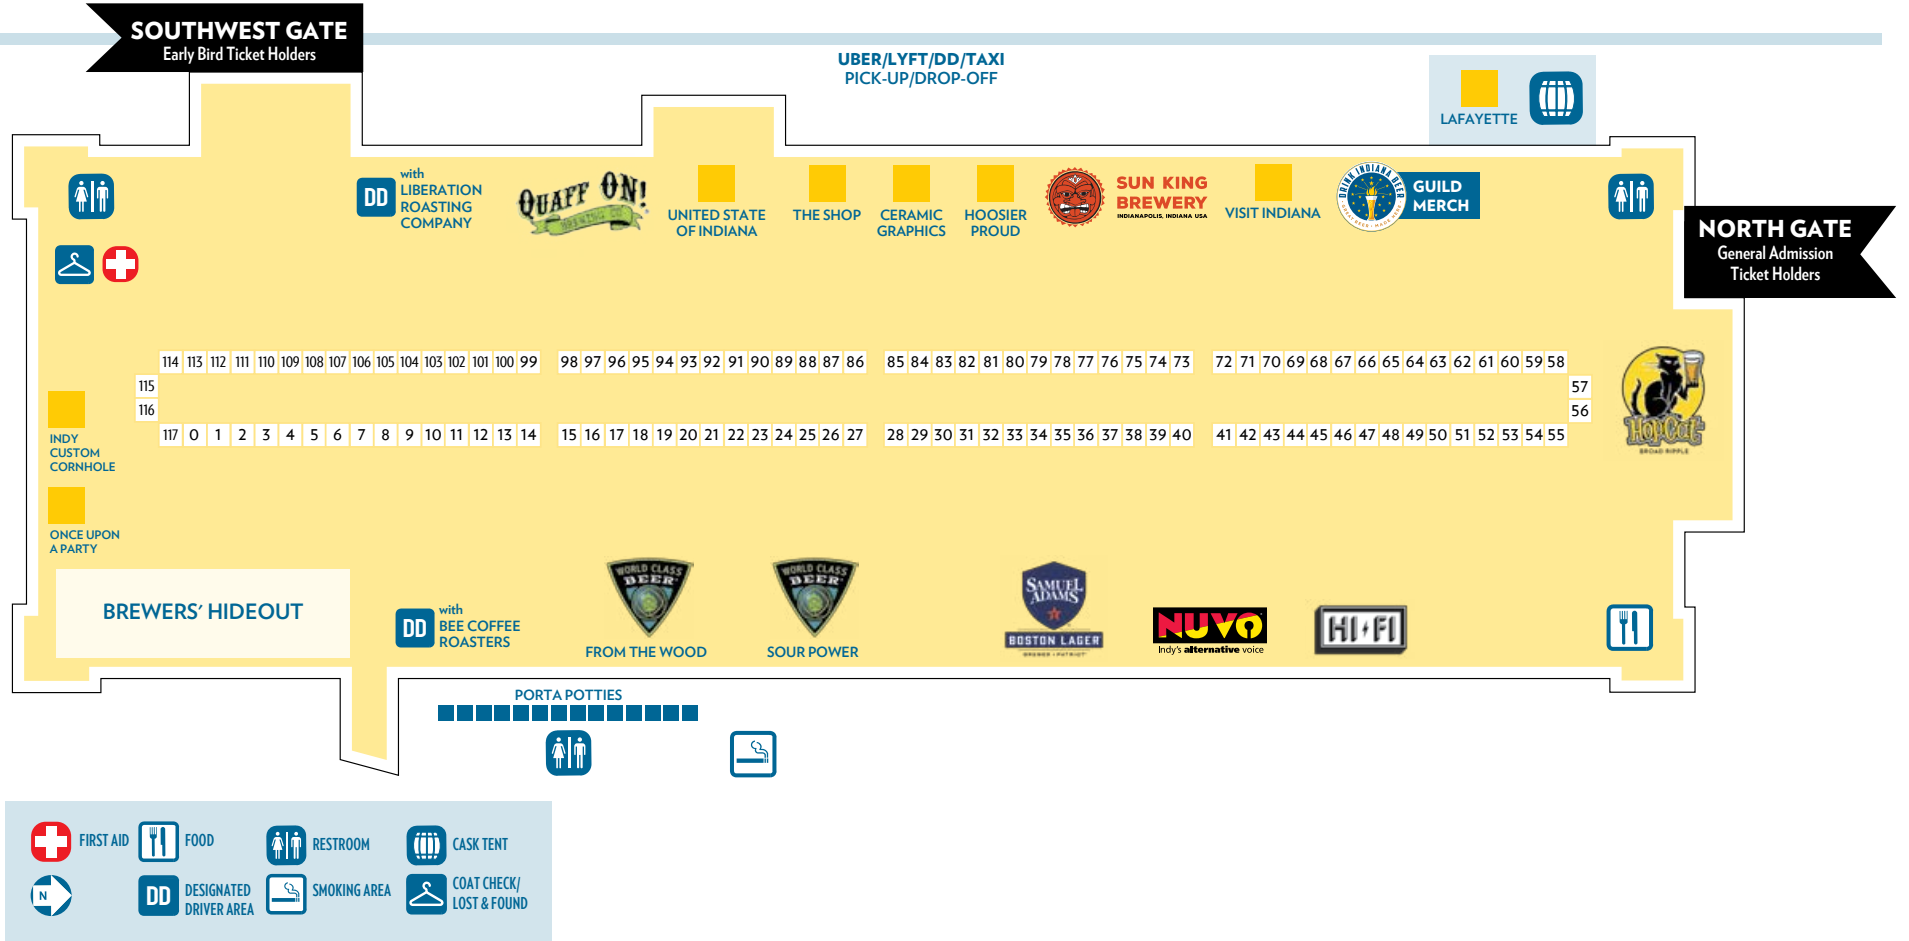 SOUTHWEST GATE
Early Bird Ticket Holders
UBER/LYFT/DD/TAXI
PICK-UP/DROP-OFF
LAFAYETTE
DD
with
LIBERATION
ROASTING
COMPANY
QUAFF ON!
BREWING CO
UNITED STATE
OF INDIANA
THE SHOP
CERAMIC
GRAPHICS
HOOSIER
PROUD
SUN KING
BREWERY
INDIANAPOLIS, INDIANA USA
VISIT INDIANA
DRINK INDIANA BEER
GREAT BEER • MADE HERE
GUILD
MERCH
NORTH GATE
General Admission
Ticket Holders
114 113 112 111 110 109 108 107 106 105 104 103 102 101 100 99 98 97 96 95 94 93 92 91 90 89 88 87 86 85 84 83 82 81 80 79 78 77 76 75 74 73 72 71 70 69 68 67 66 65 64 63 62 61 60 59 58
115 57
116 56
117 0 1 2 3 4 5 6 7 8 9 10 11 12 13 14 15 16 17 18 19 20 21 22 23 24 25 26 27 28 29 30 31 32 33 34 35 36 37 38 39 40 41 42 43 44 45 46 47 48 49 50 51 52 53 54 55
HopCat
BROAD RIPPLE
INDY
CUSTOM
CORNHOLE
ONCE UPON
A PARTY
BREWERS' HIDEOUT
DD
with
BEE COFFEE
ROASTERS
WORLD CLASS
BEER
FROM THE WOOD
WORLD CLASS
BEER
SOUR POWER
SAMUEL
ADAMS
BOSTON LAGER
BREWER • PATRIOT
NUVO
Indy's alternative voice
HI-FI
PORTA POTTIES
FIRST AID
FOOD
RESTROOM
CASK TENT
N
DD
DESIGNATED
DRIVER AREA
SMOKING AREA
COAT CHECK/
LOST & FOUND